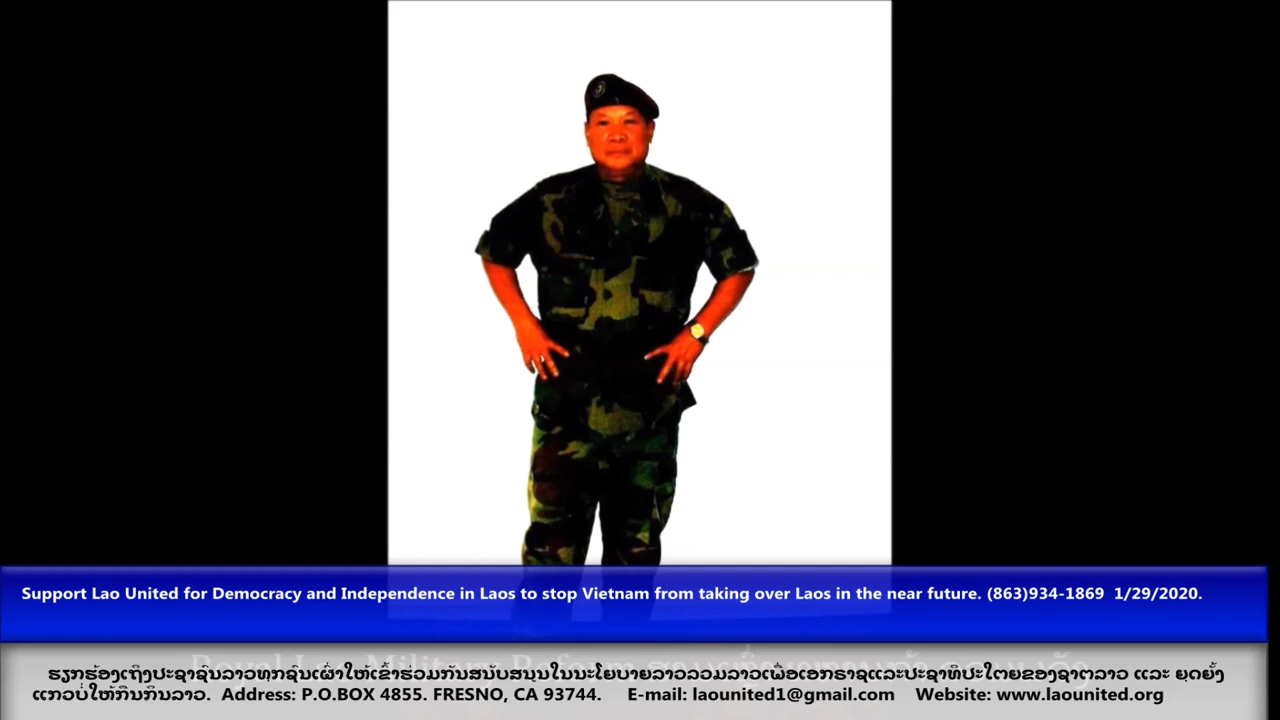 Support Lao United for Democracy and Independence in Laos to stop Vietnam from taking over Laos in the near future. (863)934-1869 1/29/2020.
Royal Lao Military Reform
ຮຽກຮ້ອງເຖິງປະຊາຊົນລາວທຸກຊົນເຜົ່າໃຫ້ເຂົ້າຮ່ວມກັນສນັບສນຸນໃນນະໂຍບາຍລາວລວມລາວເພື່ອເອກຣາຊແລະປະຊາທິປະໃຕຍຂອງຊາຕລາວ ແລະ ຍຸດຍັ້ງ
ແກວບໍ່ໃຫ້ກືນກິນລາວ. Address: P.O.BOX 4855. FRESNO, CA 93744. E-mail: laounited1@gmail.com Website: www.laounited.org